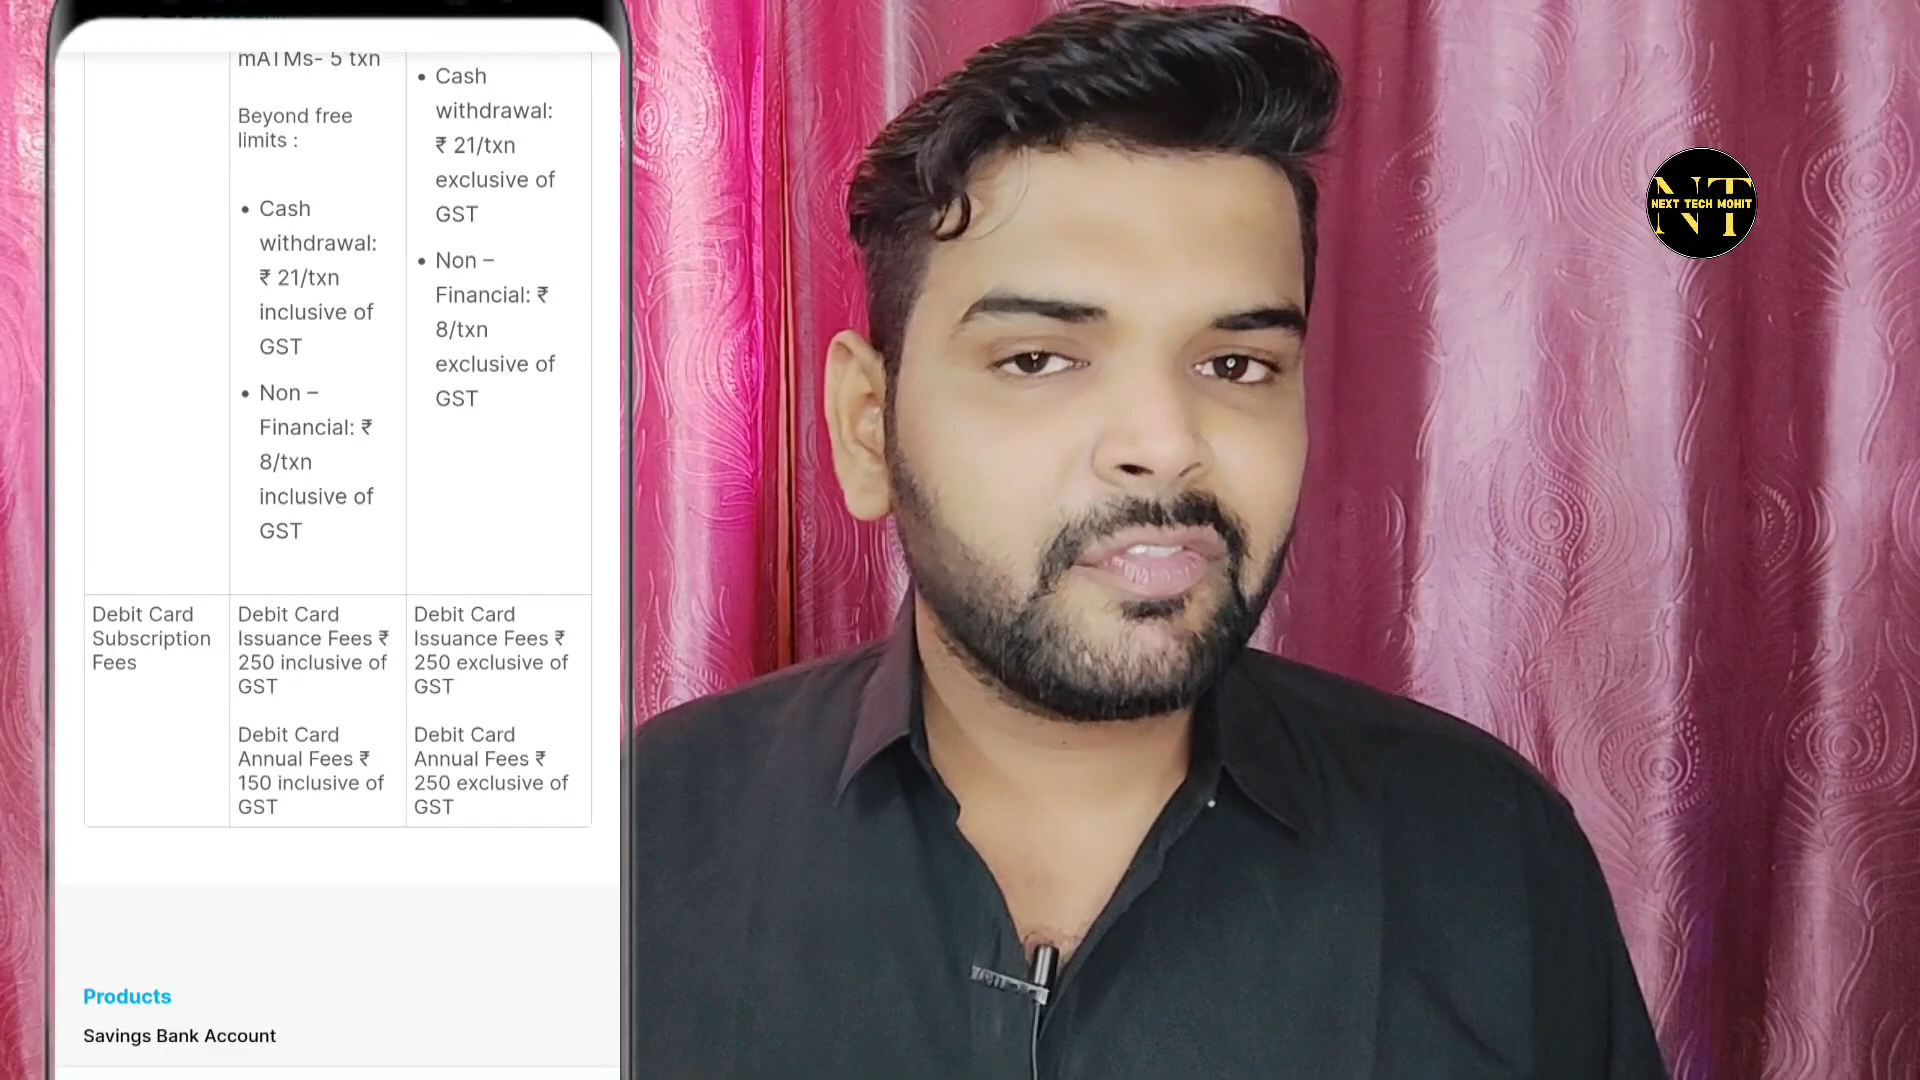 mATMs- 5 txn
Beyond free
limits :
• Cash
withdrawal:
₹ 21/txn
inclusive of
GST
• Non –
Financial: ₹
8/txn
inclusive of
GST
• Cash
withdrawal:
₹ 21/txn
exclusive of
GST
• Non –
Financial: ₹
8/txn
exclusive of
GST
Debit Card
Subscription
Fees
Debit Card
Issuance Fees ₹
250 inclusive of
GST
Debit Card
Annual Fees ₹
150 inclusive of
GST
Debit Card
Issuance Fees ₹
250 exclusive of
GST
Debit Card
Annual Fees ₹
250 exclusive of
GST
Products
Savings Bank Account
NT
NEXT TECH MOHIT